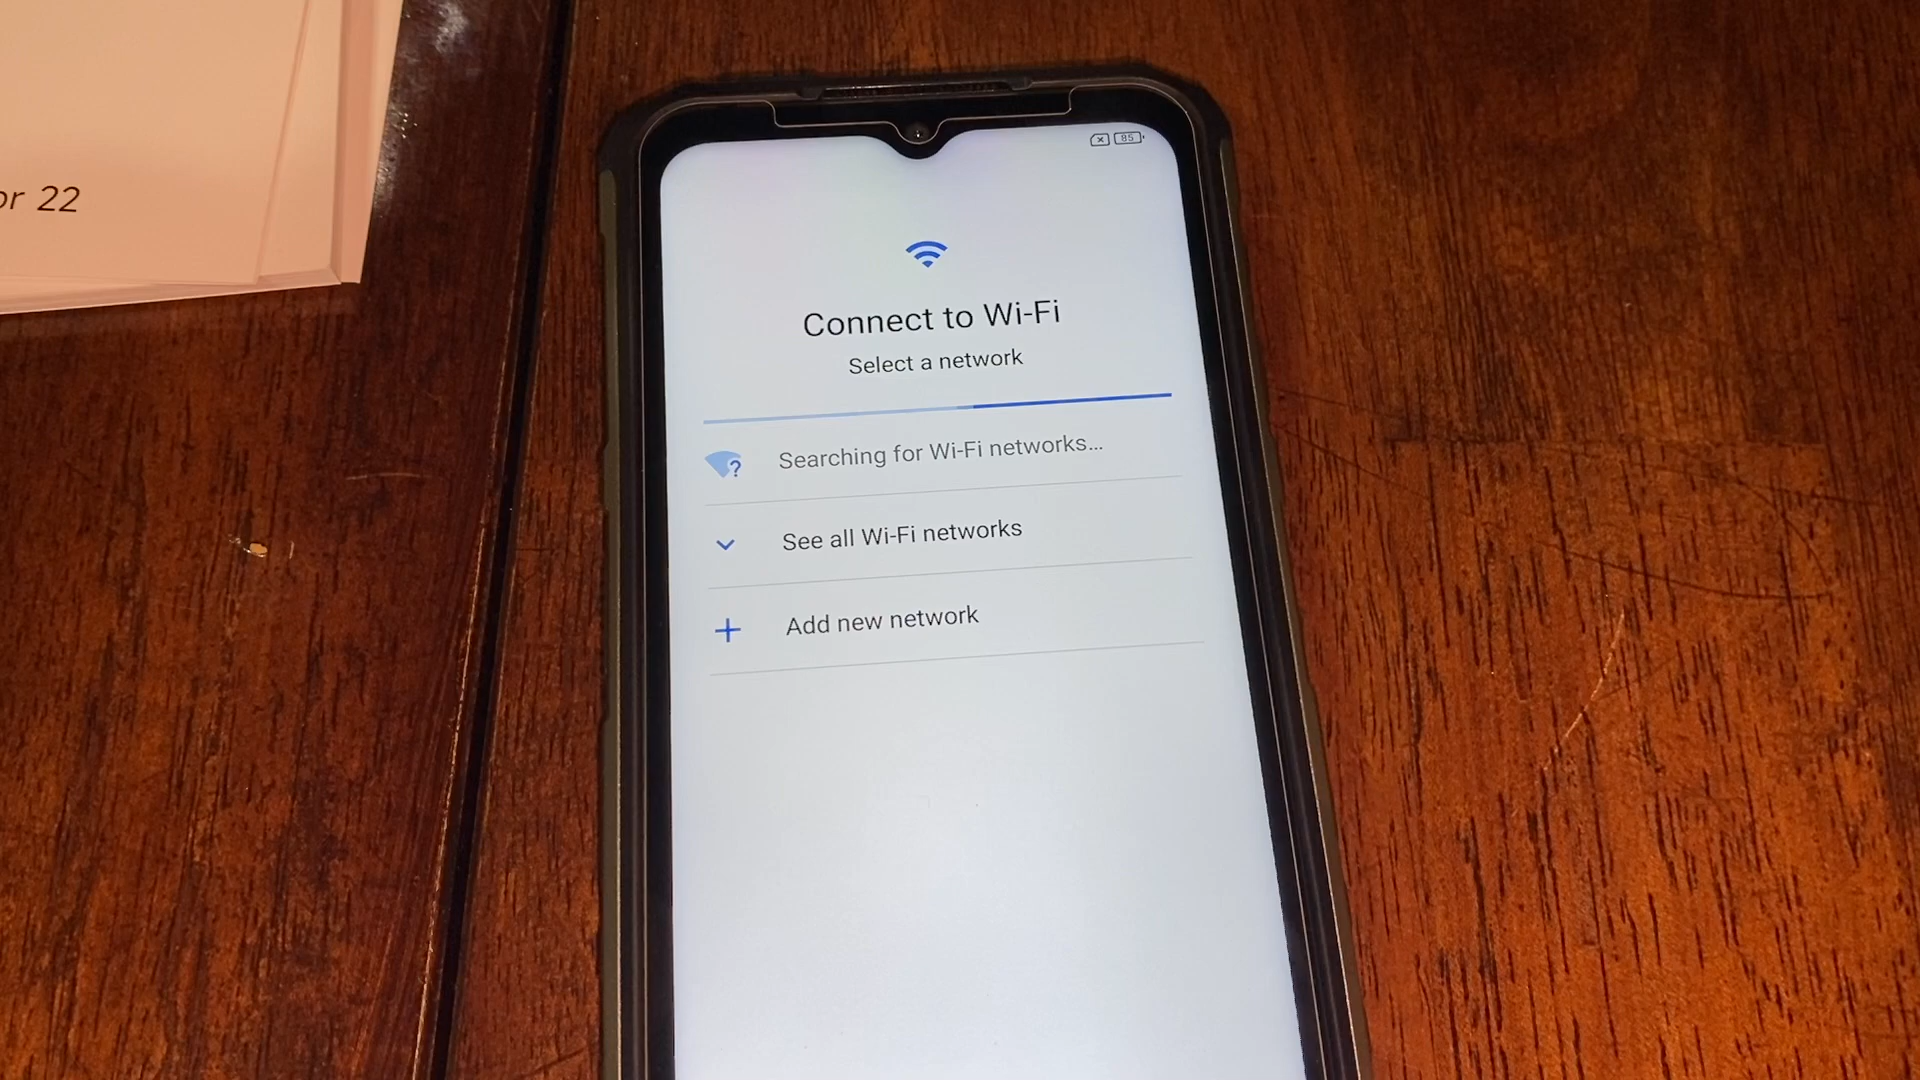 or 22
85
Connect to Wi-Fi
Select a network
Searching for Wi-Fi networks...
See all Wi-Fi networks
Add new network